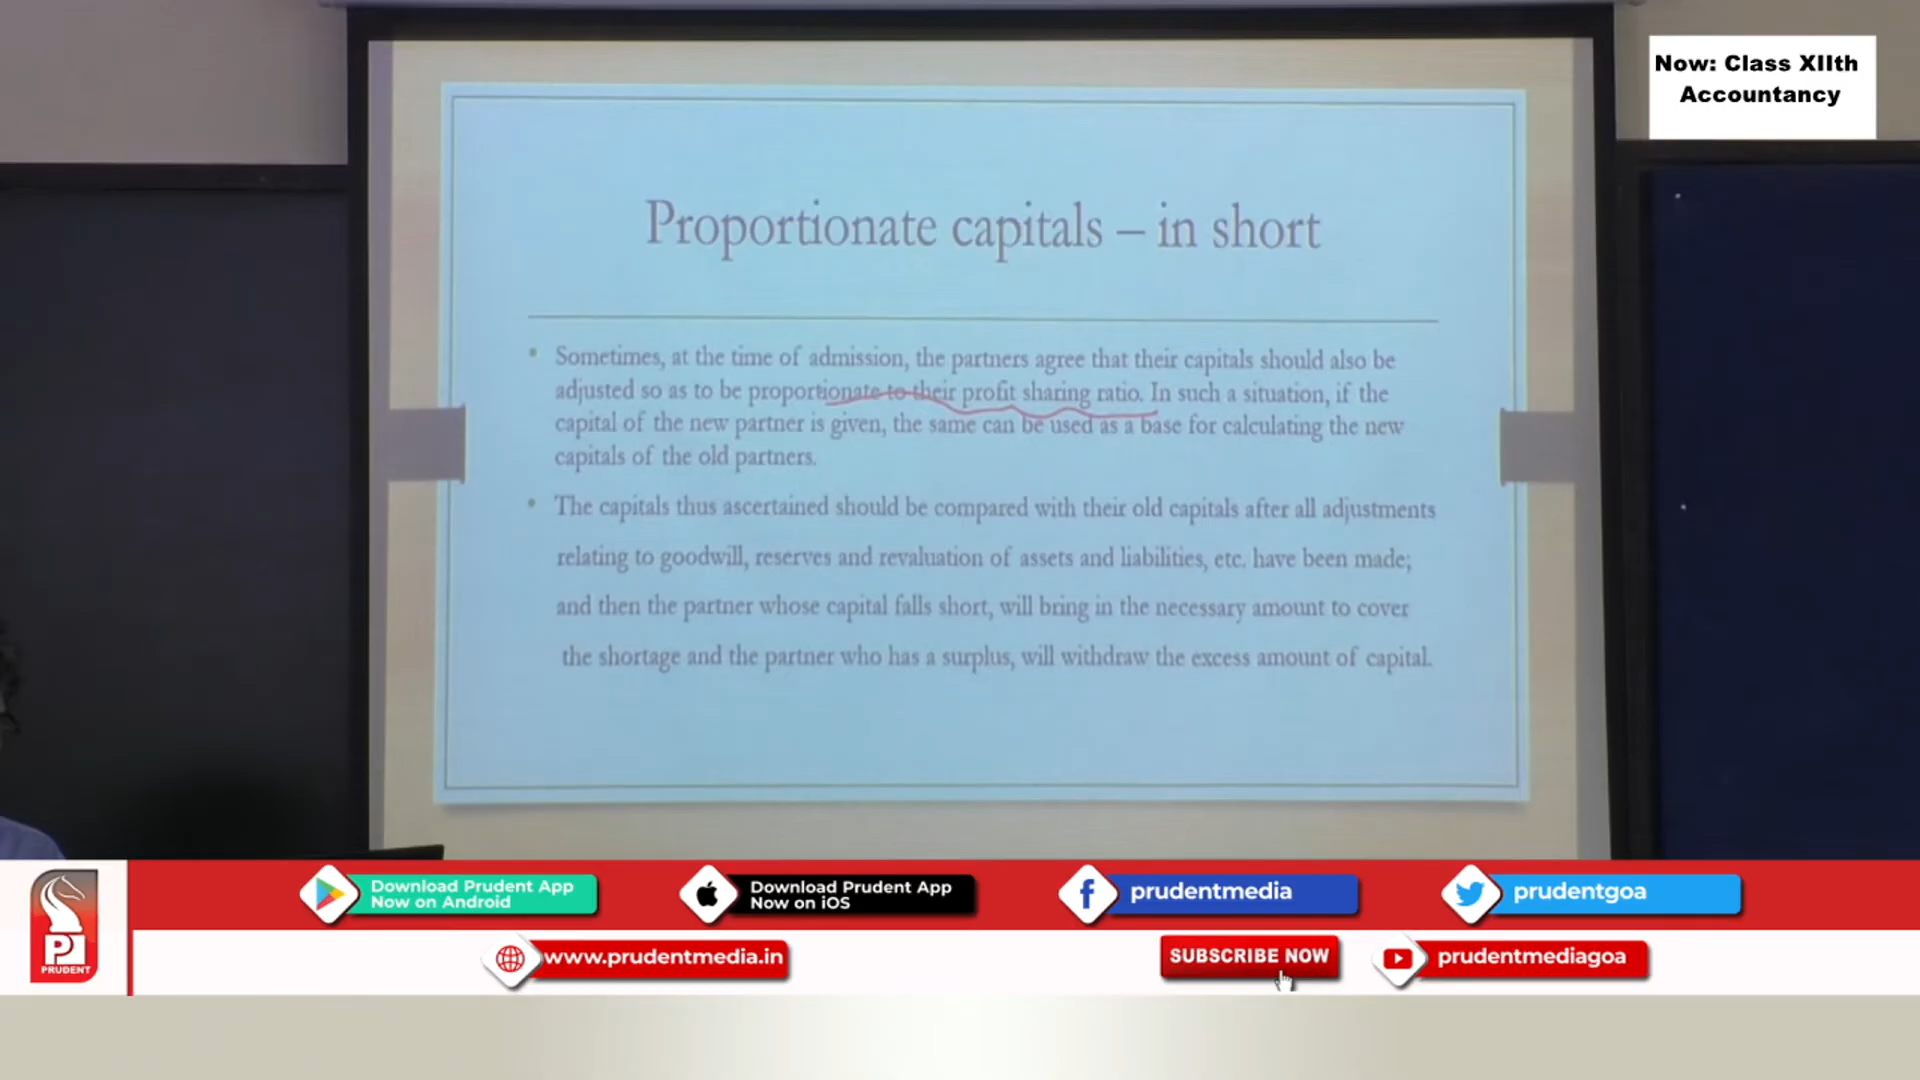 Now: Class XIIth
Accountancy
Proportionate capitals – in short
• Sometimes, at the time of admission, the partners agree that their capitals should also be
adjusted so as to be proportionate to their profit sharing ratio. In such a situation, if the
capital of the new partner is given, the same can be used as a base for calculating the new
capitals of the old partners.
• The capitals thus ascertained should be compared with their old capitals after all adjustments
relating to goodwill, reserves and revaluation of assets and liabilities, etc. have been made;
and then the partner whose capital falls short, will bring in the necessary amount to cover
the shortage and the partner who has a surplus, will withdraw the excess amount of capital.
Download Prudent App
Now on Android
Download Prudent App
Now on iOS
prudentmedia
prudentgoa
PRUDENT
www.prudentmedia.in
SUBSCRIBE NOW
prudentmediagoa